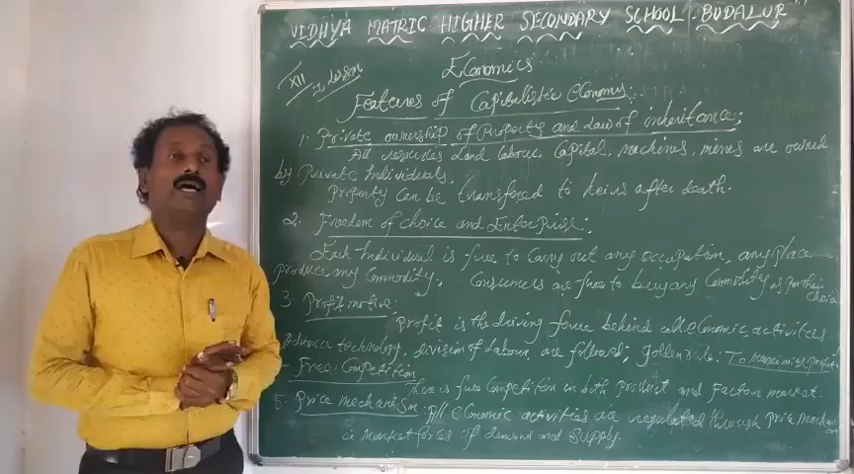 VIDHYA MATRIC HIGHER SECONDARY SCHOOL - BUDALUR
XII
Economics
I Lesson
Features of Capitalistic economy:
1. Private ownership of Property and Law of inheritance:
All resources Land labour, Capital, machines, mines are owned
by Private Individuals.
Property can be transfered to heirs after death.
2. Freedom of choice and Enterprise:
Each Individual is free to carry out any occupation, any place
produce any Commodity. Consumers are free to buy any Commodity as per their
choice
3. Profit motive:
Profit is the driving force behind all economic activities
Advance technology, division of Labour are followed, golden rule: To maximise profit.
Free Competition
There is free Competition in both Product and Factor market.
5. Price mechanism: All economic activities are regulated through price
market forces of demand and Supply.